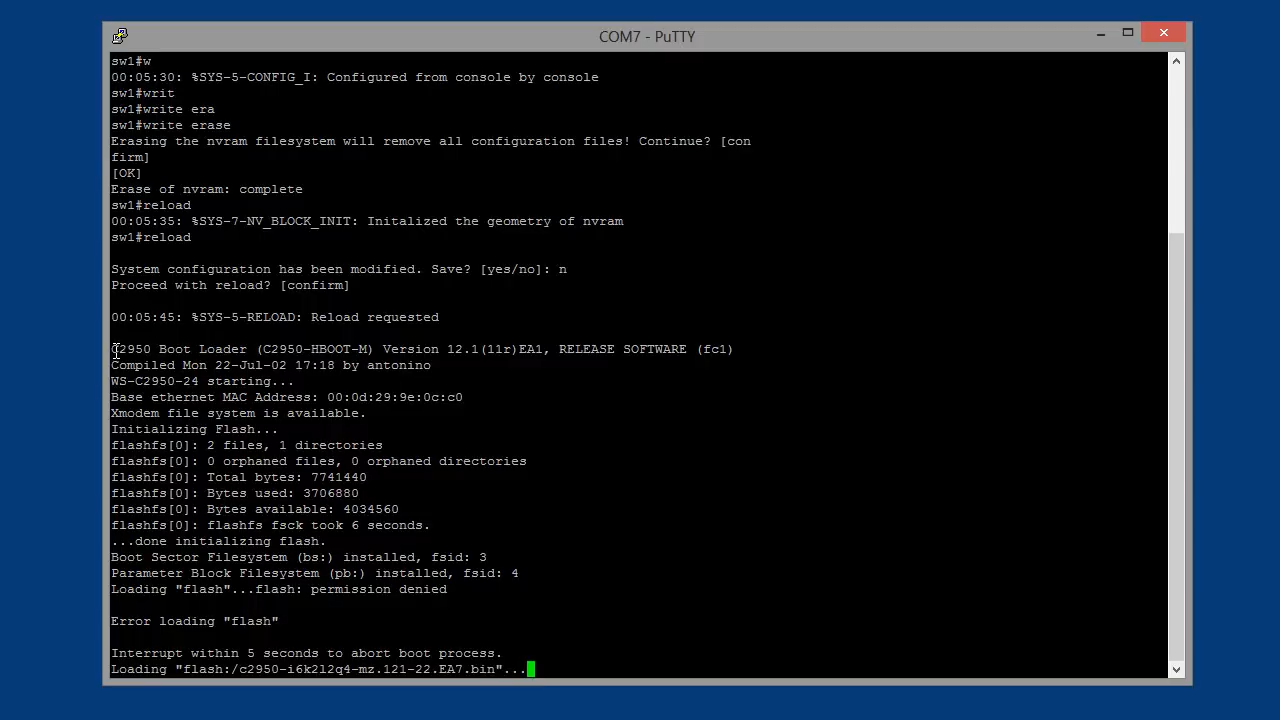 COM7 - PuTTY
sw1#w
00:05:30: %SYS-5-CONFIG_I: Configured from console by console
sw1#writ
sw1#write era
sw1#write erase
Erasing the nvram filesystem will remove all configuration files! Continue? [con
firm]
[OK]
Erase of nvram: complete
sw1#reload
00:05:35: %SYS-7-NV_BLOCK_INIT: Initalized the geometry of nvram
sw1#reload
System configuration has been modified. Save? [yes/no]: n
Proceed with reload? [confirm]
00:05:45: %SYS-5-RELOAD: Reload requested
C2950 Boot Loader (C2950-HBOOT-M) Version 12.1(11r)EA1, RELEASE SOFTWARE (fc1)
Compiled Mon 22-Jul-02 17:18 by antonino
WS-C2950-24 starting...
Base ethernet MAC Address: 00:0d:29:9e:0c:c0
Xmodem file system is available.
Initializing Flash...
flashfs[0]: 2 files, 1 directories
flashfs[0]: 0 orphaned files, 0 orphaned directories
flashfs[0]: Total bytes: 7741440
flashfs[0]: Bytes used: 3706880
flashfs[0]: Bytes available: 4034560
flashfs[0]: flashfs fsck took 6 seconds.
...done initializing flash.
Boot Sector Filesystem (bs:) installed, fsid: 3
Parameter Block Filesystem (pb:) installed, fsid: 4
Loading "flash"...flash: permission denied
Error loading "flash"
Interrupt within 5 seconds to abort boot process.
Loading "flash:/c2950-i6k2l2q4-mz.121-22.EA7.bin"...